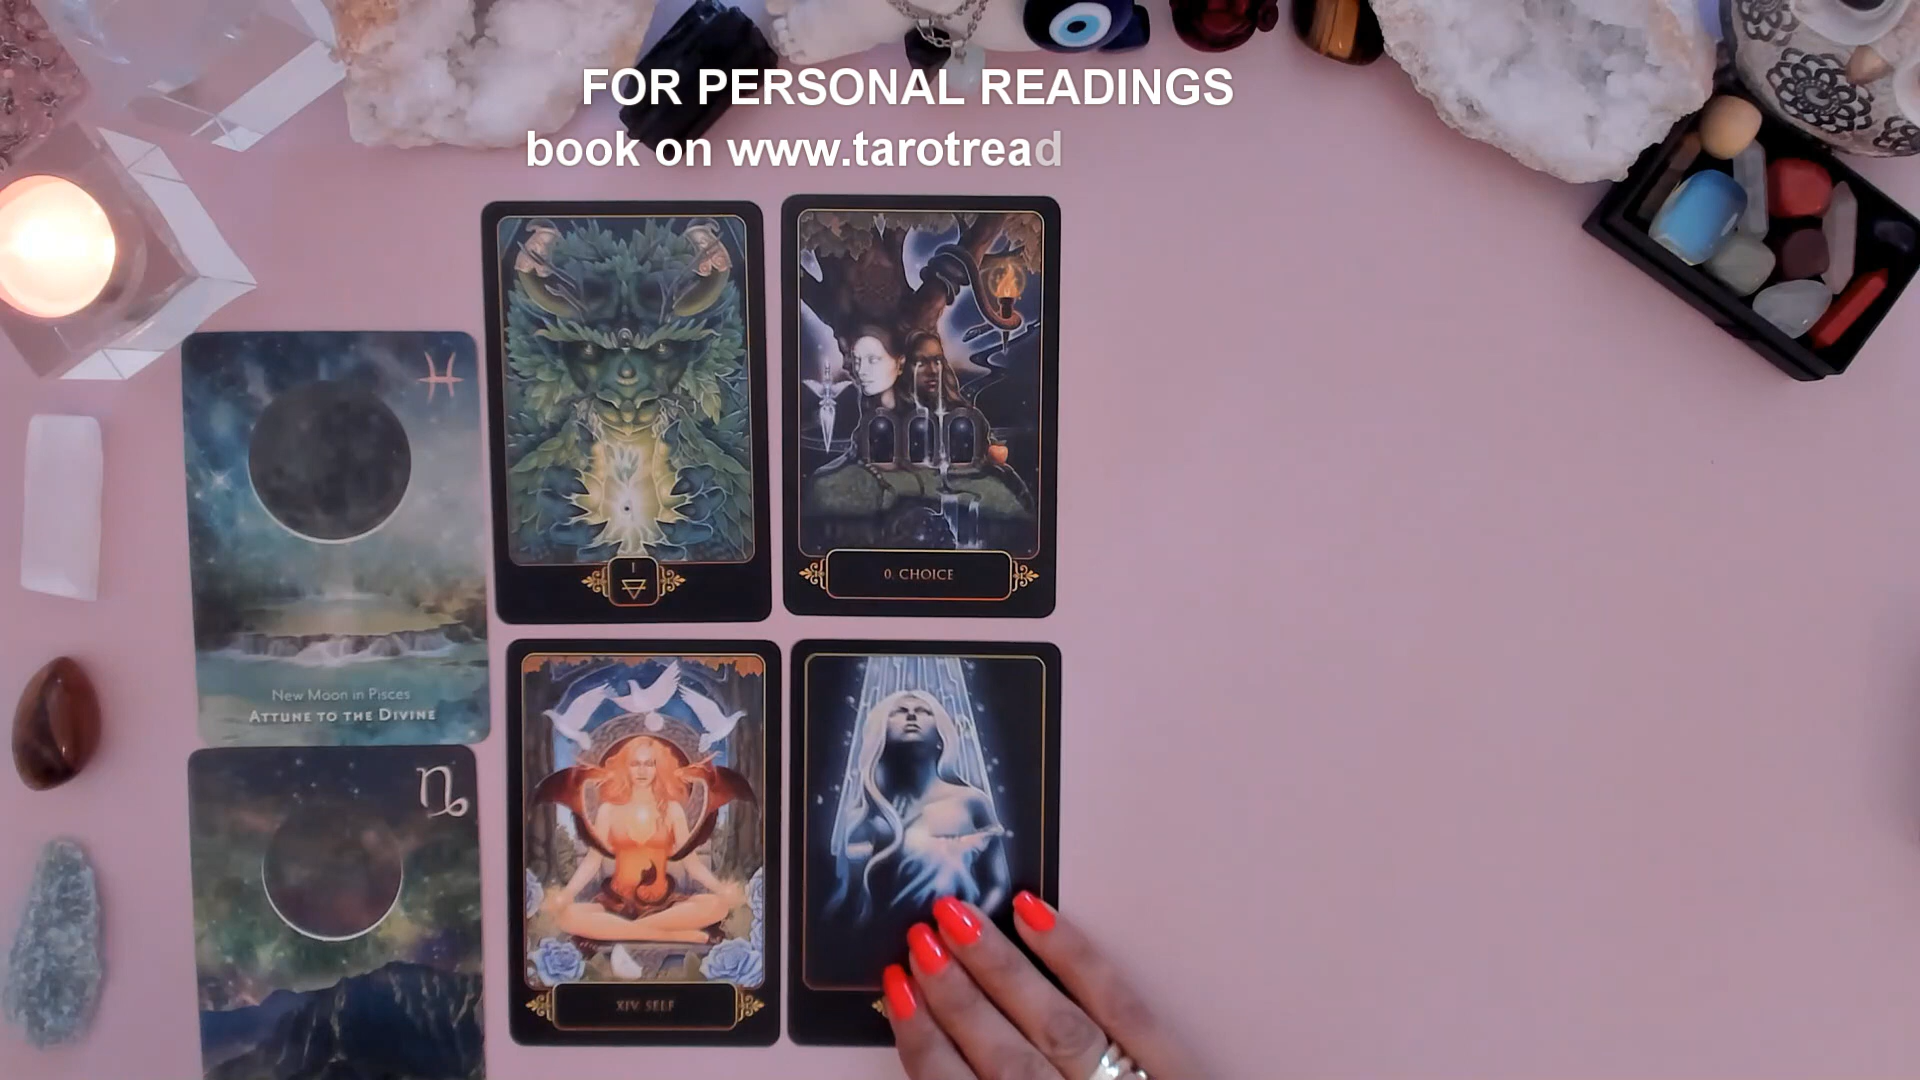 FOR PERSONAL READINGS
book on www.tarotread
I
0. CHOICE
New Moon in Pisces
ATTUNE TO THE DIVINE
XIV. SELF